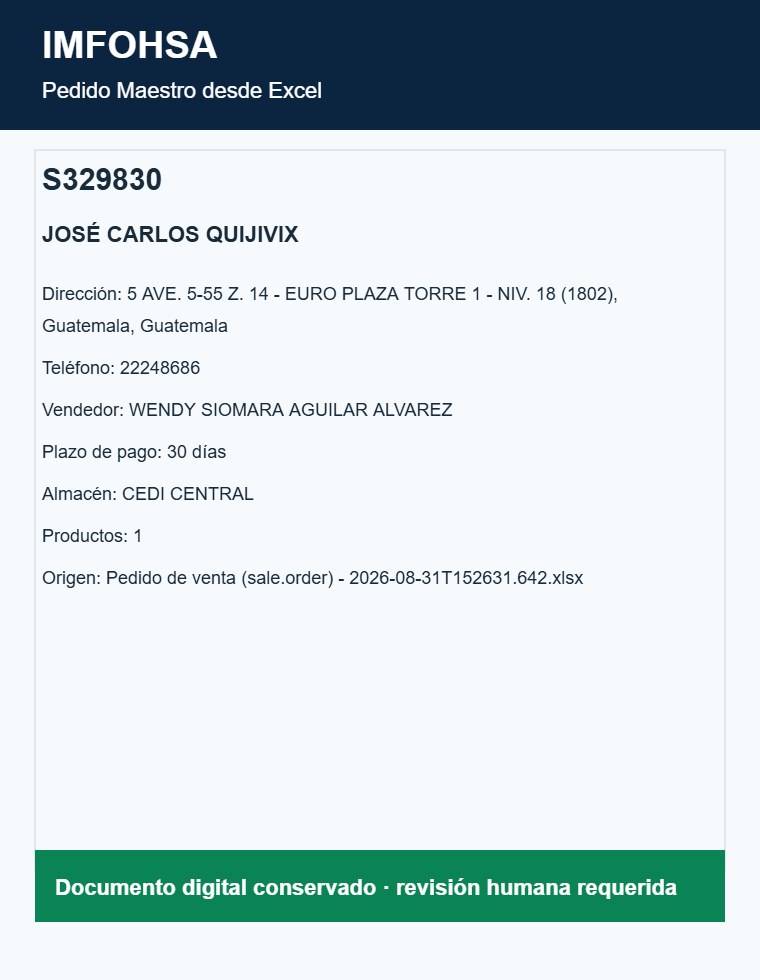 IMFOHSA
Pedido Maestro desde Excel
S329830
JOSÉ CARLOS QUIJIVIX
Dirección: 5 AVE. 5-55 Z. 14 - EURO PLAZA TORRE 1 - NIV. 18 (1802),
Guatemala, Guatemala
Teléfono: 22248686
Vendedor: WENDY SIOMARA AGUILAR ALVAREZ
Plazo de pago: 30 días
Almacén: CEDI CENTRAL
Productos: 1
Origen: Pedido de venta (sale.order) - 2026-08-31T152631.642.xlsx
Documento digital conservado · revisión humana requerida